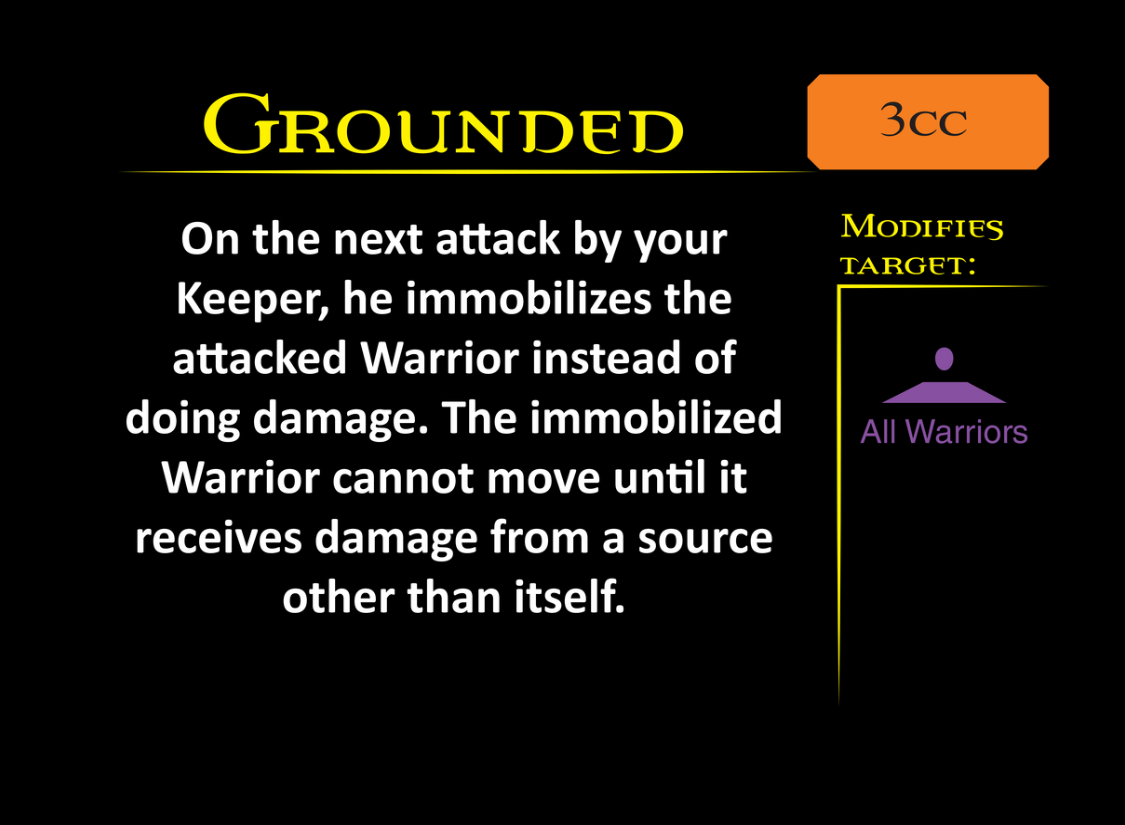 Grounded
3cc
On the next attack by your
Keeper, he immobilizes the
attacked Warrior instead of
doing damage. The immobilized
Warrior cannot move until it
receives damage from a source
other than itself.
Modifies
target:
All Warriors